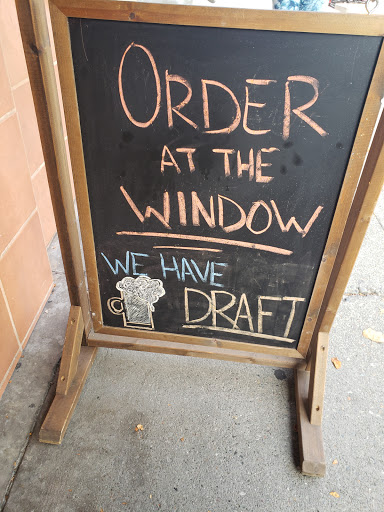 ORDER
AT THE
WINDOW
WE HAVE
DRAFT